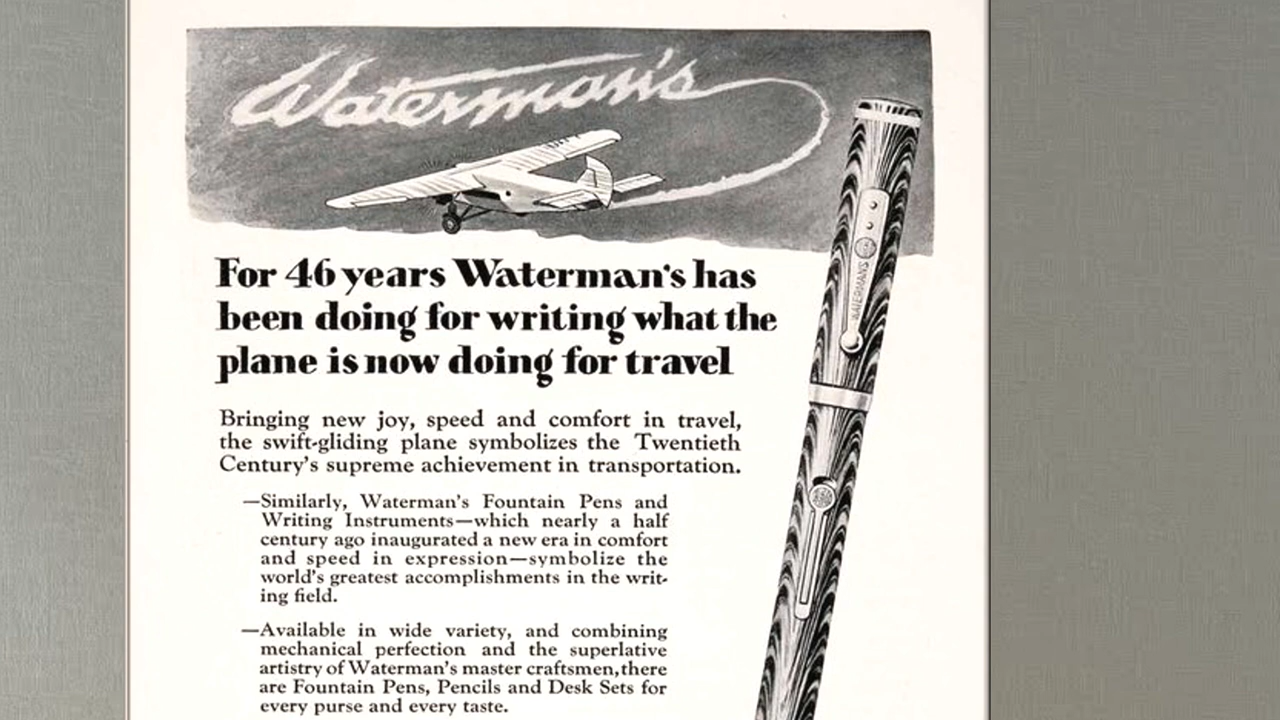 Waterman's
WATERMANS
For 46 years Waterman's has
been doing for writing what the
plane is now doing for travel
Bringing new joy, speed and comfort in travel,
the swift-gliding plane symbolizes the Twentieth
Century's supreme achievement in transportation.
—Similarly, Waterman's Fountain Pens and
Writing Instruments—which nearly a half
century ago inaugurated a new era in comfort
and speed in expression—symbolize the
world's greatest accomplishments in the writ-
ing field.
—Available in wide variety, and combining
mechanical perfection and the superlative
artistry of Waterman's master craftsmen, there
are Fountain Pens, Pencils and Desk Sets for
every purse and every taste.